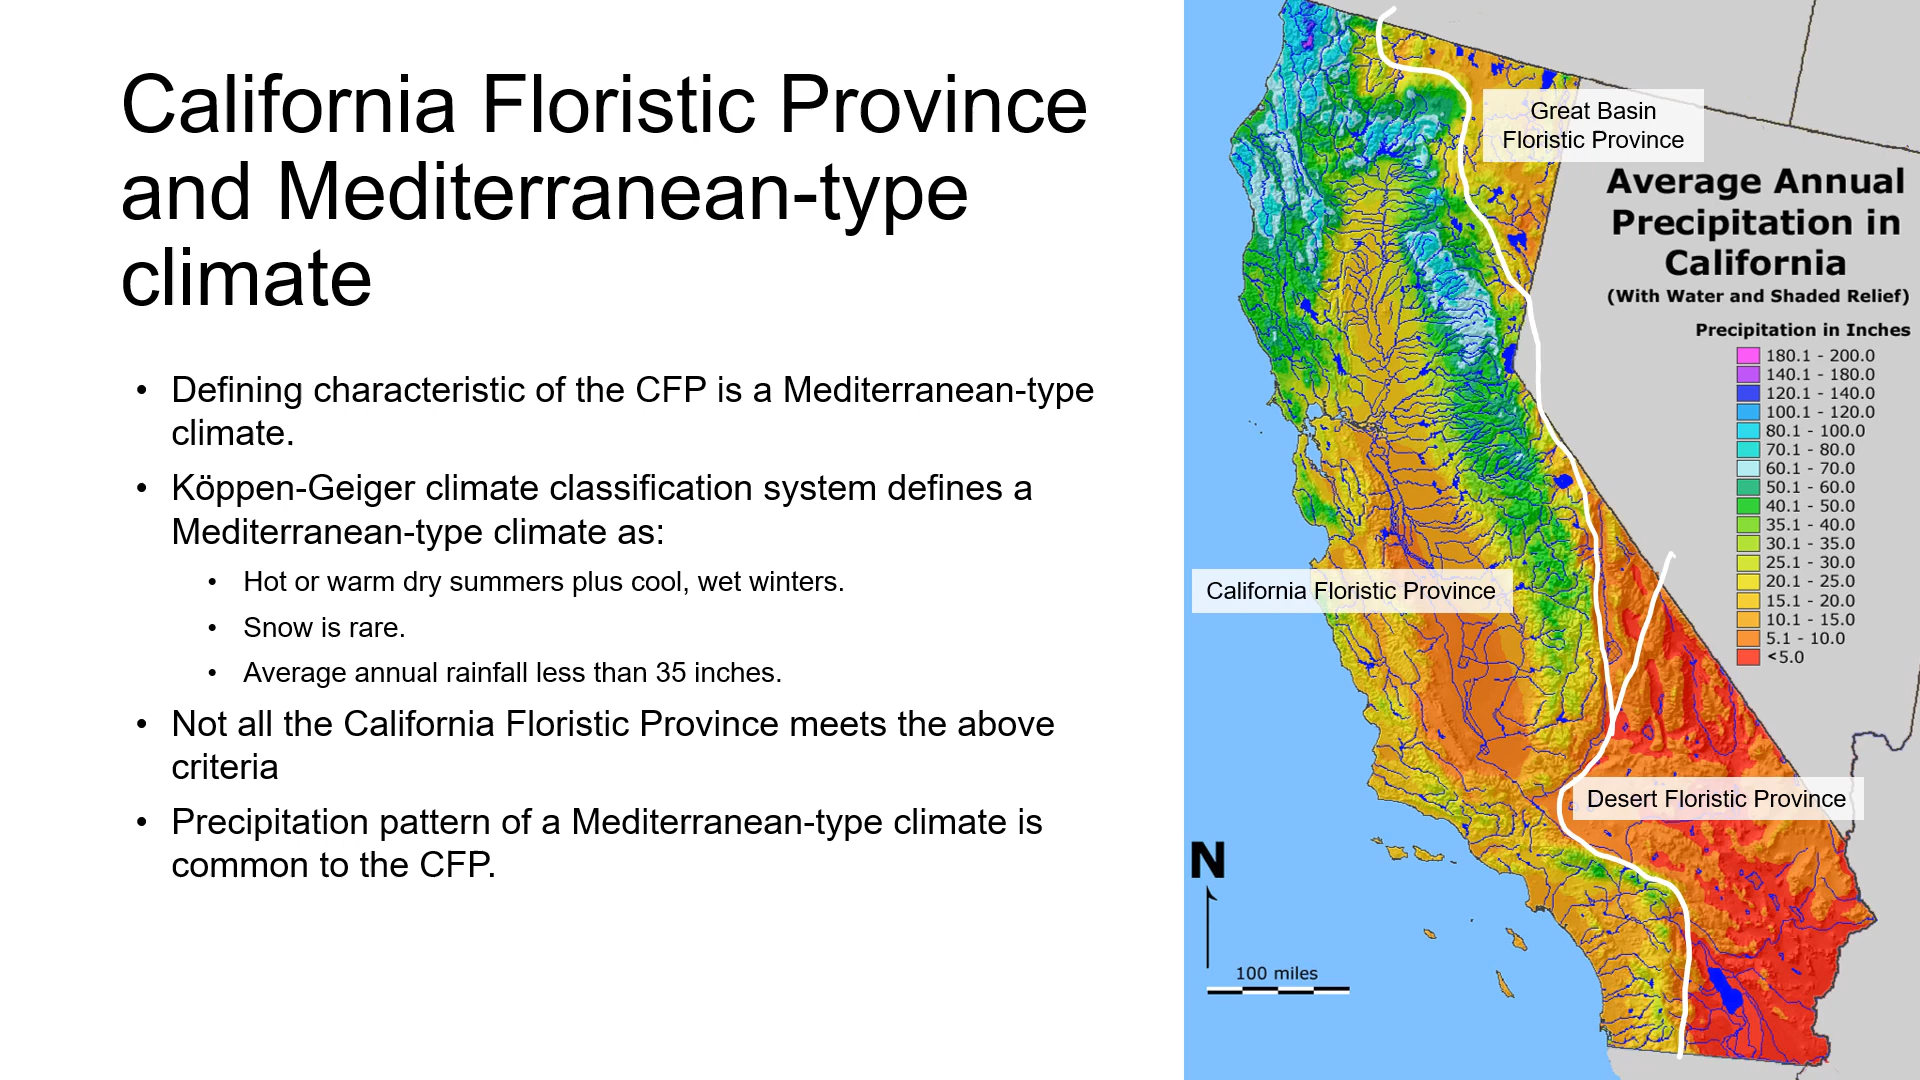 California Floristic Province
and Mediterranean-type
climate
• Defining characteristic of the CFP is a Mediterranean-type
climate.
• Köppen-Geiger climate classification system defines a
Mediterranean-type climate as:
• Hot or warm dry summers plus cool, wet winters.
• Snow is rare.
• Average annual rainfall less than 35 inches.
• Not all the California Floristic Province meets the above
criteria
• Precipitation pattern of a Mediterranean-type climate is
common to the CFP.
Great Basin
Floristic Province
Average Annual
Precipitation in
California
(With Water and Shaded Relief)
Precipitation in Inches
180.1 - 200.0
140.1 - 180.0
120.1 - 140.0
100.1 - 120.0
80.1 - 100.0
70.1 - 80.0
60.1 - 70.0
50.1 - 60.0
40.1 - 50.0
35.1 - 40.0
30.1 - 35.0
25.1 - 30.0
20.1 - 25.0
15.1 - 20.0
10.1 - 15.0
5.1 - 10.0
<5.0
California Floristic Province
Desert Floristic Province
N
100 miles